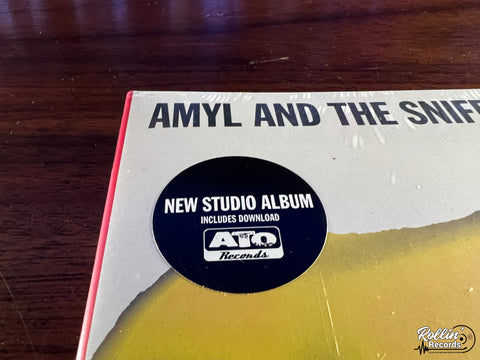 AMYL AND THE SNIFF
NEW STUDIO ALBUM
INCLUDES DOWNLOAD
ATO
Records
Rollin'
Records